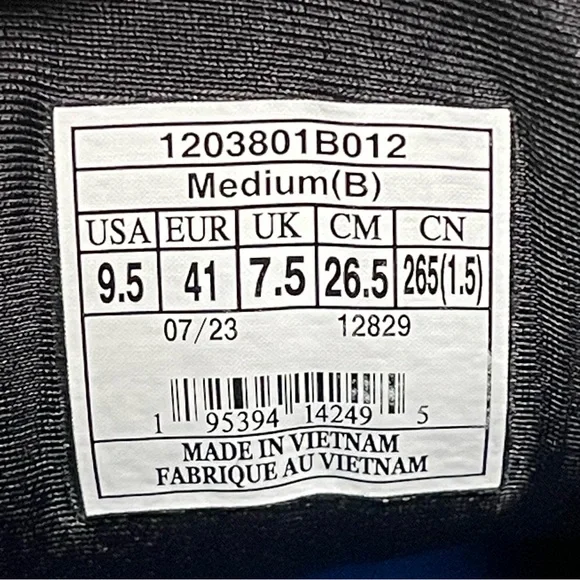 1203801B012
Medium(B)
USA EUR UK CM CN
9.5 41 7.5 26.5 265(1.5)
07/23 12829
1 95394 14249 5
MADE IN VIETNAM
FABRIQUE AU VIETNAM